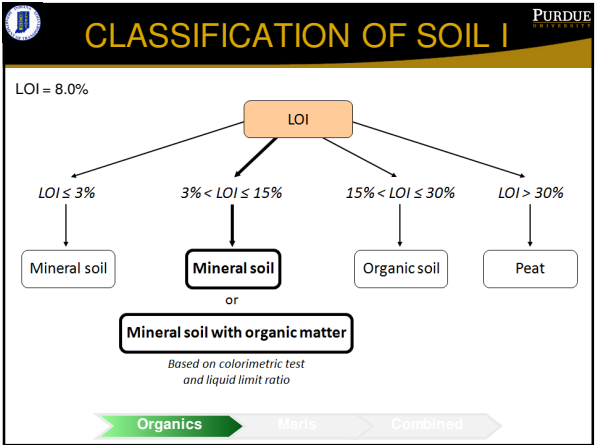 CLASSIFICATION OF SOIL I
PURDUE
UNIVERSITY
LOI = 8.0%
LOI
LOI ≤ 3%
3% < LOI ≤ 15%
15% < LOI ≤ 30%
LOI > 30%
Mineral soil
Mineral soil
Organic soil
Peat
or
Mineral soil with organic matter
Based on colorimetric test
and liquid limit ratio
Organics
Marls
Combined